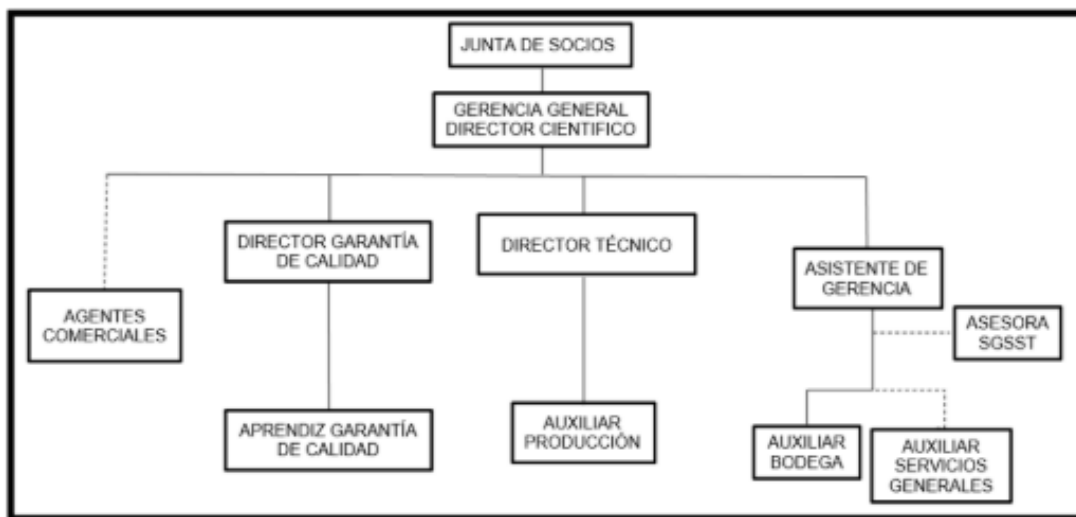 JUNTA DE SOCIOS
GERENCIA GENERAL
DIRECTOR CIENTIFICO
DIRECTOR GARANTÍA
DE CALIDAD
DIRECTOR TÉCNICO
ASISTENTE DE
GERENCIA
AGENTES
COMERCIALES
ASESORA
SGSST
APRENDIZ GARANTÍA
DE CALIDAD
AUXILIAR
PRODUCCIÓN
AUXILIAR
BODEGA
AUXILIAR
SERVICIOS
GENERALES